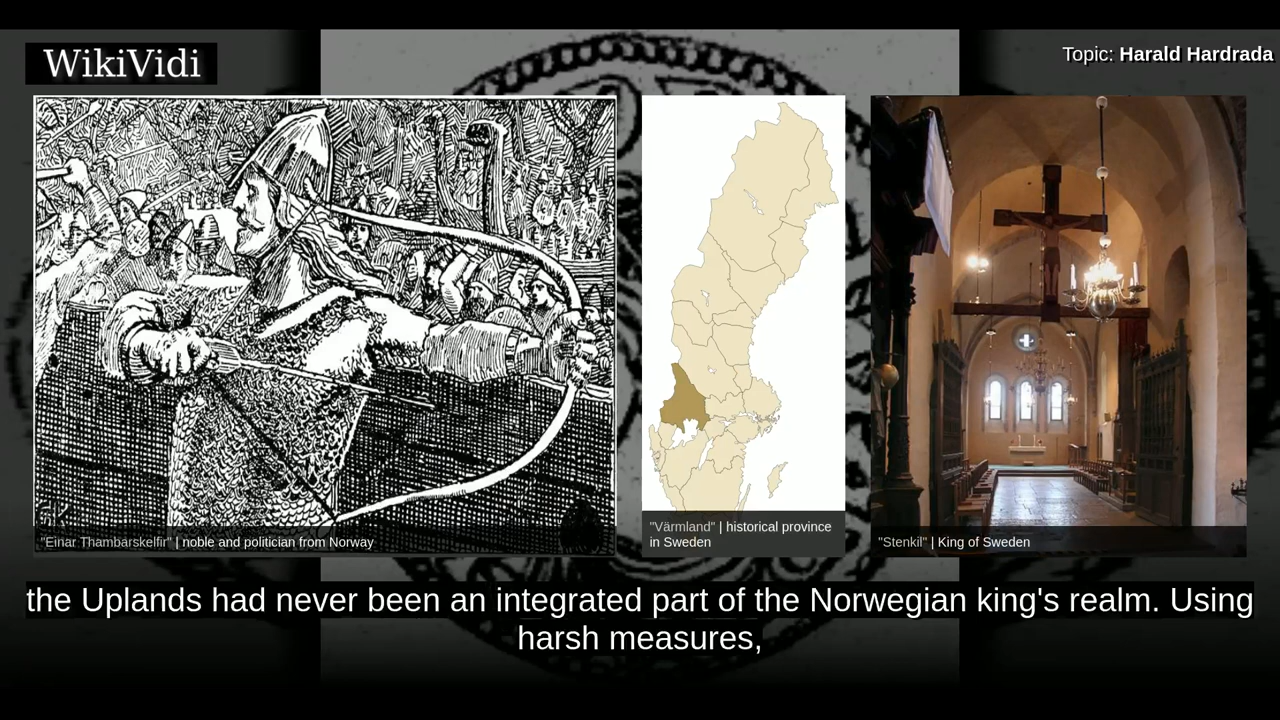 WikiVidi
Topic: Harald Hardrada
"Einar Thambarskelfir" | noble and politician from Norway
"Värmland" | historical province
in Sweden
"Stenkil" | King of Sweden
the Uplands had never been an integrated part of the Norwegian king's realm. Using
harsh measures,